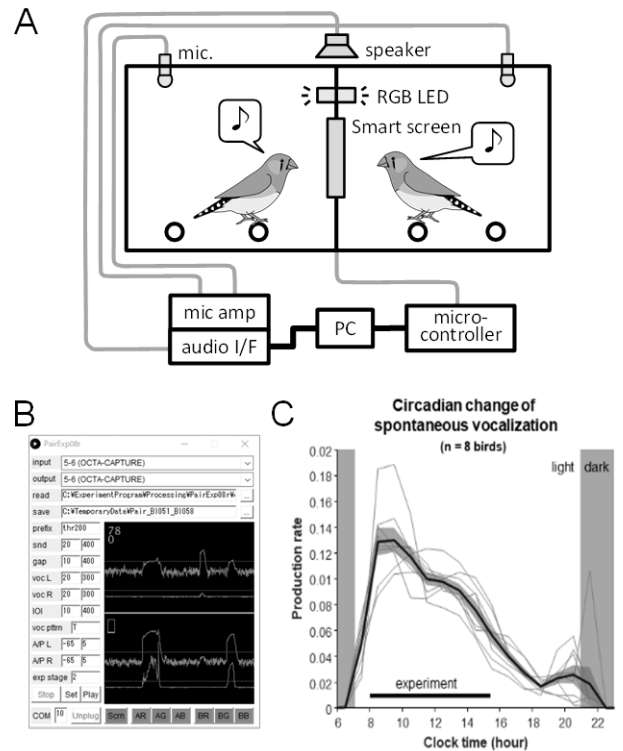 A
mic.
speaker
RGB LED
Smart screen
mic amp
audio I/F
PC
micro-
controller
B
PairExp08r
input 5-6 (OCTA-CAPTURE)
output 5-6 (OCTA-CAPTURE)
read ...
save C:¥TemporaryData¥Pair_BI051_BI058 ...
prefix thr200
snd 20 400
gap 10 400
voc L 20 300
voc R 20 300
IOI 10 400
voc pttrn T
A/P L -65 5
A/P R -65 5
exp stage 2
Stop Set Play
COM 10 Unplug Scrn AR AG AB BR BG BB
78
0
C
Circadian change of
spontaneous vocalization
(n = 8 birds)
light dark
Production rate
0.02
0.16
0.14
0.12
0.10
0.08
0.06
0.04
0.02
0
experiment
6 8 10 12 14 16 18 20 22
Clock time (hour)